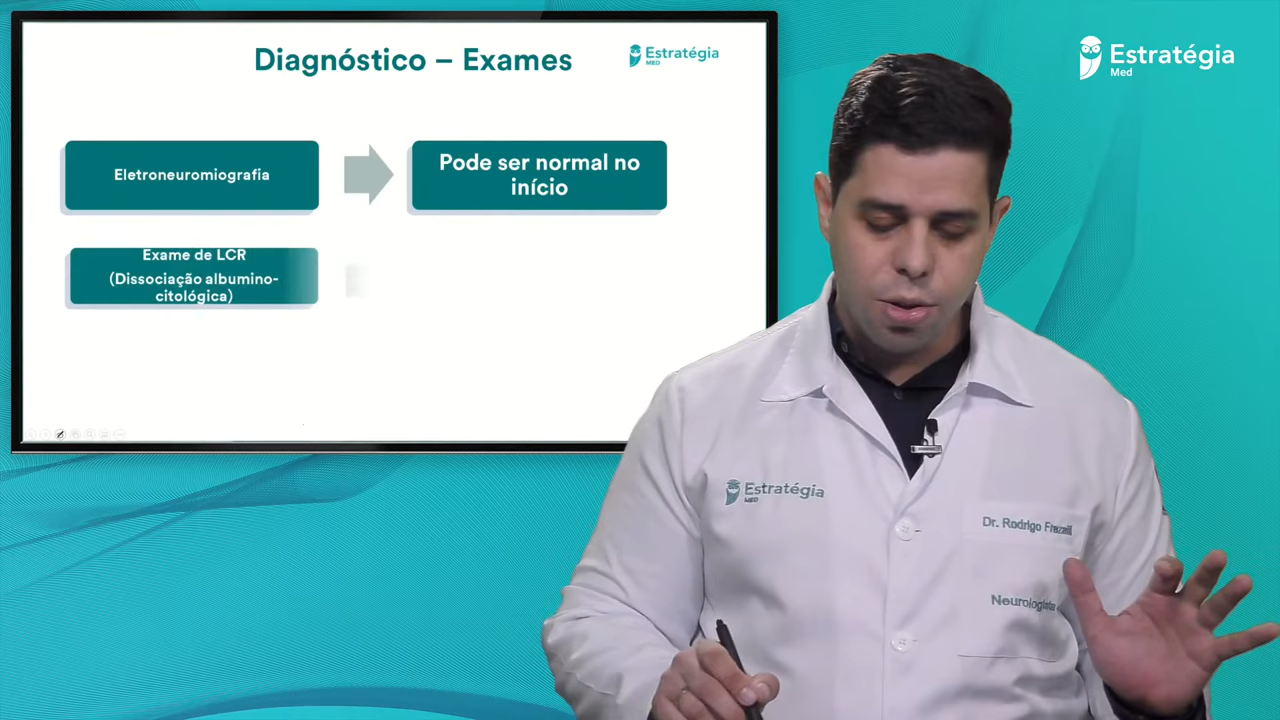 Diagnóstico – Exames
Estratégia
MED
Estratégia
Med
Eletroneuromiografia
Pode ser normal no
início
Exame de LCR
(Dissociação albumino-
citológica)
Estratégia
MED
Dr. Rodrigo
Neurologista